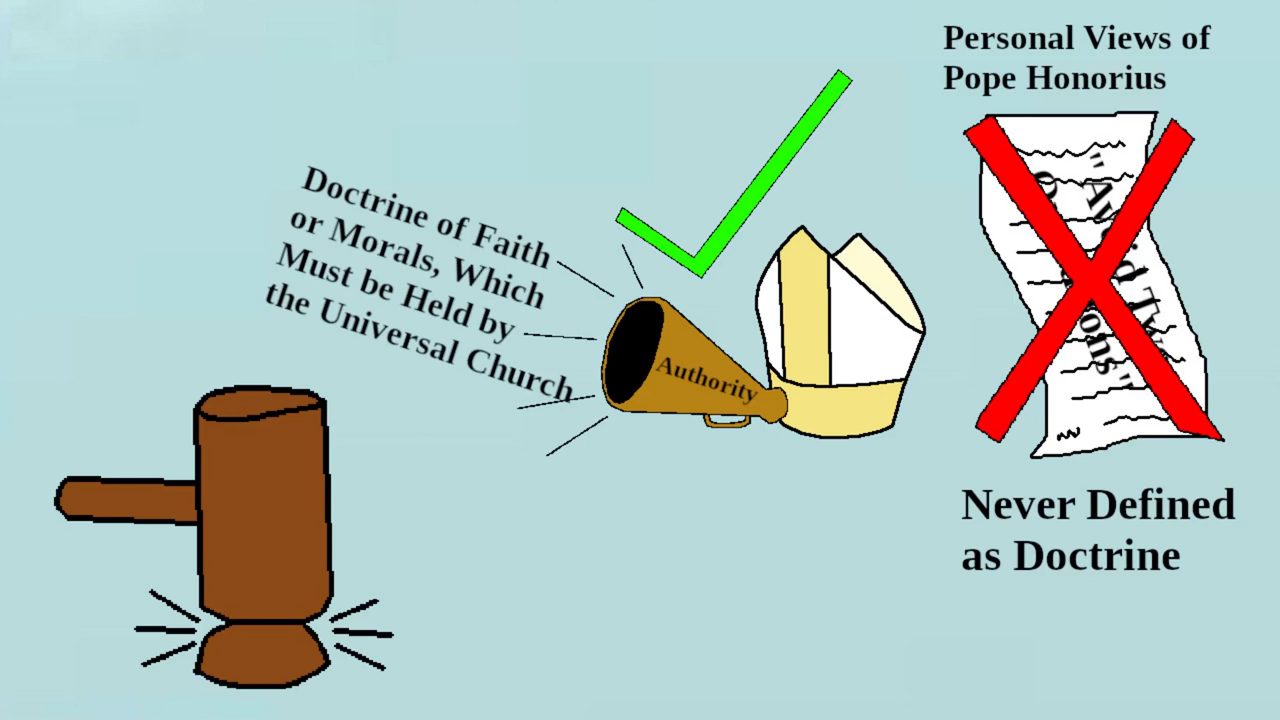 Personal Views of
Pope Honorius
Doctrine of Faith
or Morals, Which
Must be Held by
the Universal Church
Authority
Never Defined
as Doctrine